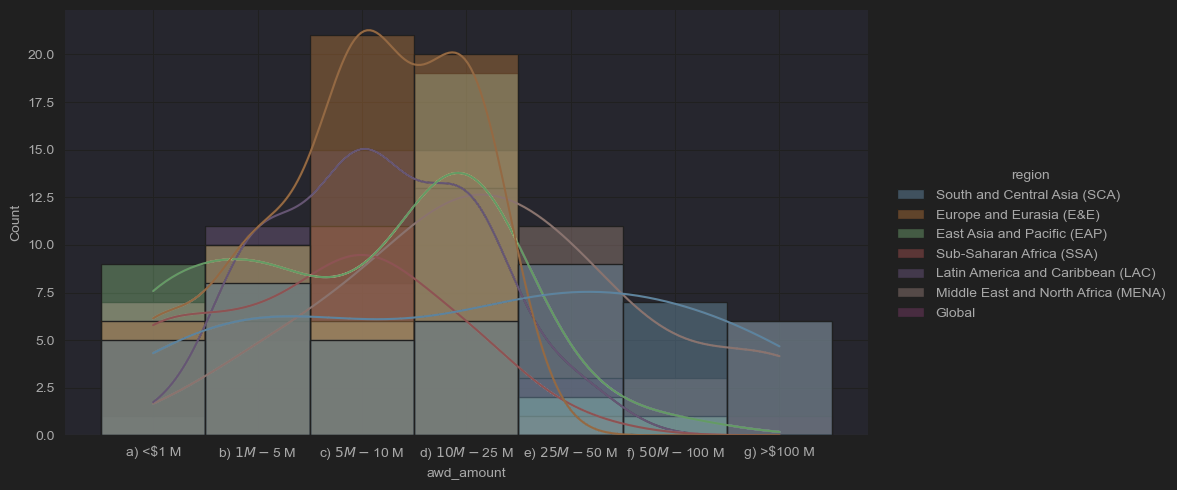 20.0
17.5
15.0
12.5
10.0
7.5
5.0
2.5
0.0
Count
a) <$1 M
b) 1M−5 M
c) 5M−10 M
d) 10M−25 M
e) 25M−50 M
f) 50M−100 M
g) >$100 M
awd_amount
region
South and Central Asia (SCA)
Europe and Eurasia (E&E)
East Asia and Pacific (EAP)
Sub-Saharan Africa (SSA)
Latin America and Caribbean (LAC)
Middle East and North Africa (MENA)
Global